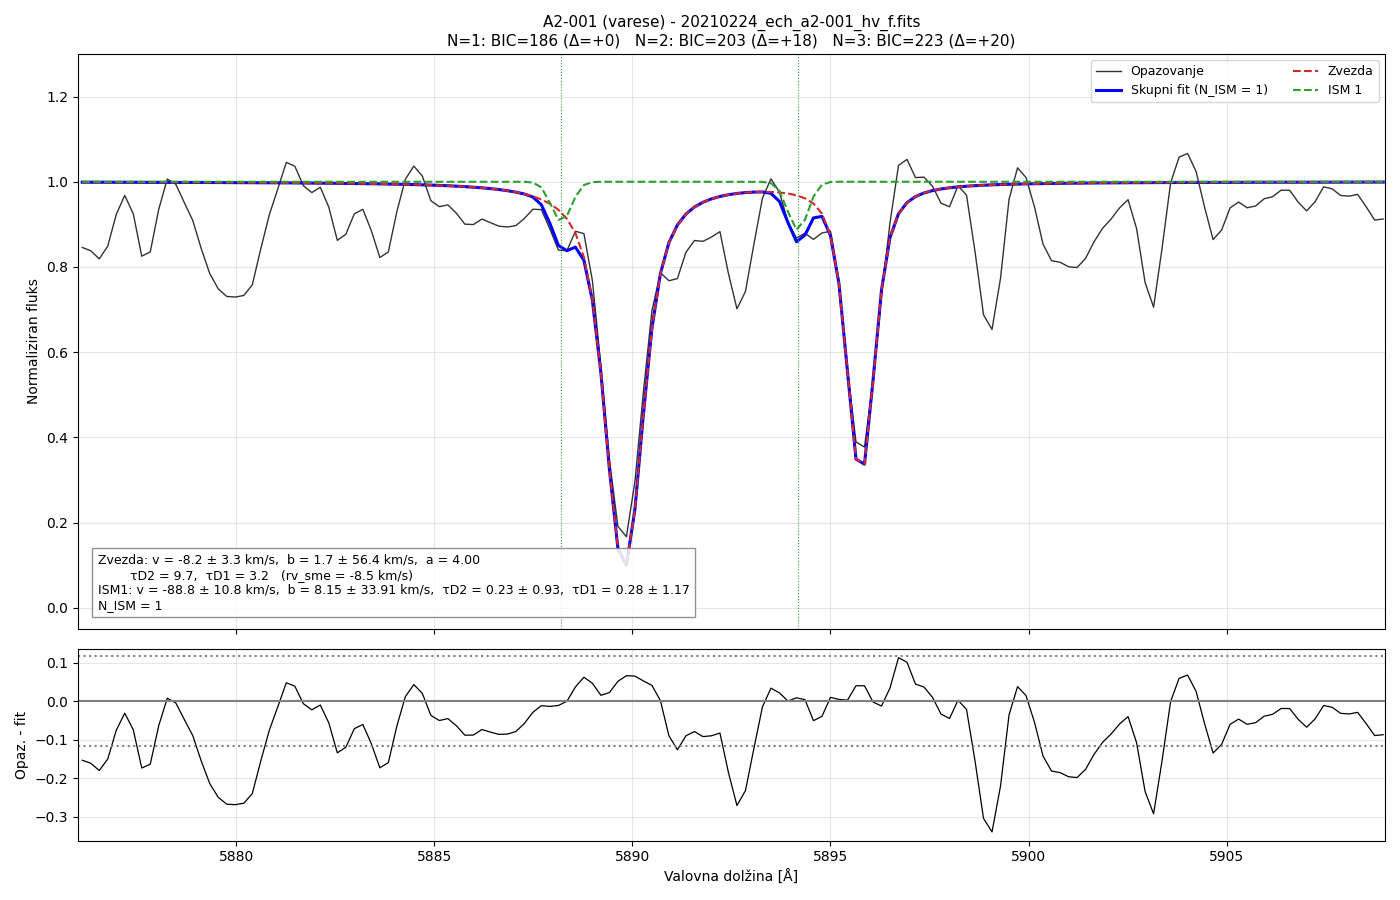 A2-001 (varese) - 20210224_ech_a2-001_hv_f.fits
N=1: BIC=186 (Δ=+0)   N=2: BIC=203 (Δ=+18)   N=3: BIC=223 (Δ=+20)
Opazovanje
Skupni fit (N_ISM = 1)
Zvezda
ISM 1
Normaliziran fluks
1.2
1.0
0.8
0.6
0.4
0.2
0.0
Zvezda: v = -8.2 ± 3.3 km/s,  b = 1.7 ± 56.4 km/s,  a = 4.00
τD2 = 9.7,  τD1 = 3.2   (rv_sme = -8.5 km/s)
ISM1: v = -88.8 ± 10.8 km/s,  b = 8.15 ± 33.91 km/s,  τD2 = 0.23 ± 0.93,  τD1 = 0.28 ± 1.17
N_ISM = 1
Opaz. - fit
0.1
0.0
−0.1
−0.2
−0.3
5880
5885
5890
5895
5900
5905
Valovna dolžina [Å]